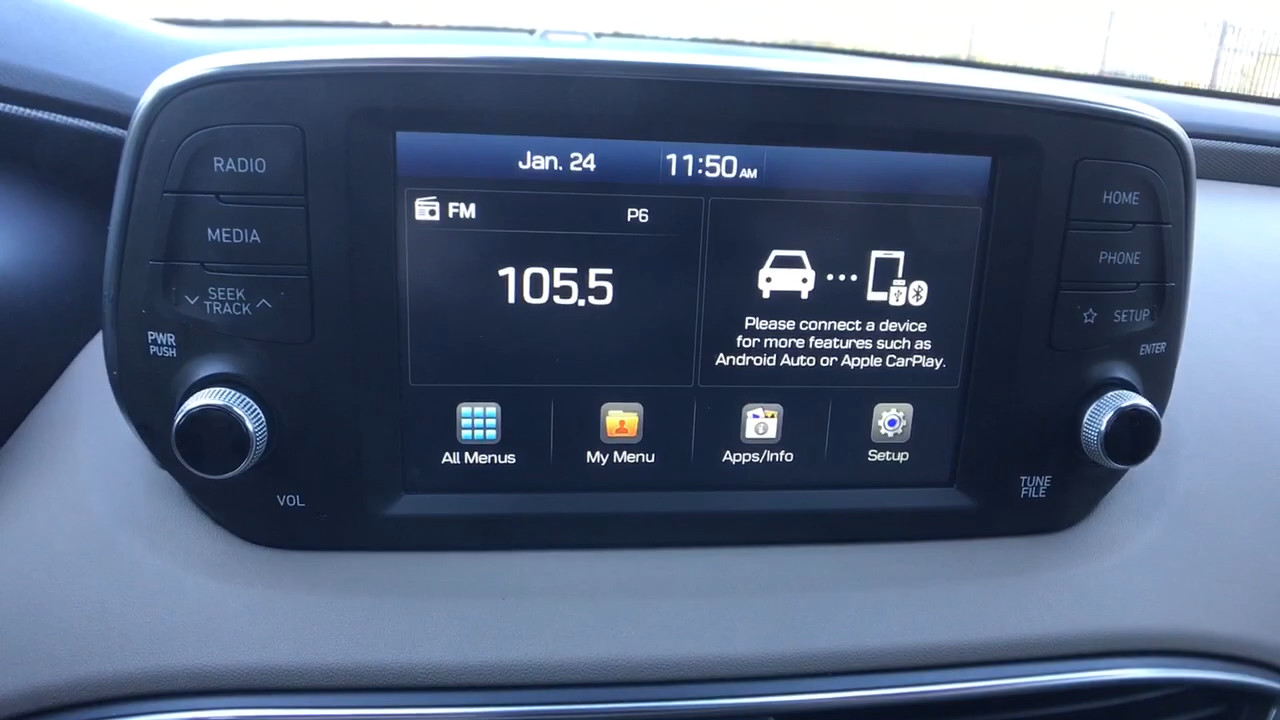 RADIO
MEDIA
SEEK
TRACK
PWR
PUSH
VOL
Jan. 24
11:50 AM
FM
P6
105.5
Please connect a device
for more features such as
Android Auto or Apple CarPlay.
All Menus
My Menu
Apps/Info
Setup
HOME
PHONE
SETUP
ENTER
TUNE
FILE